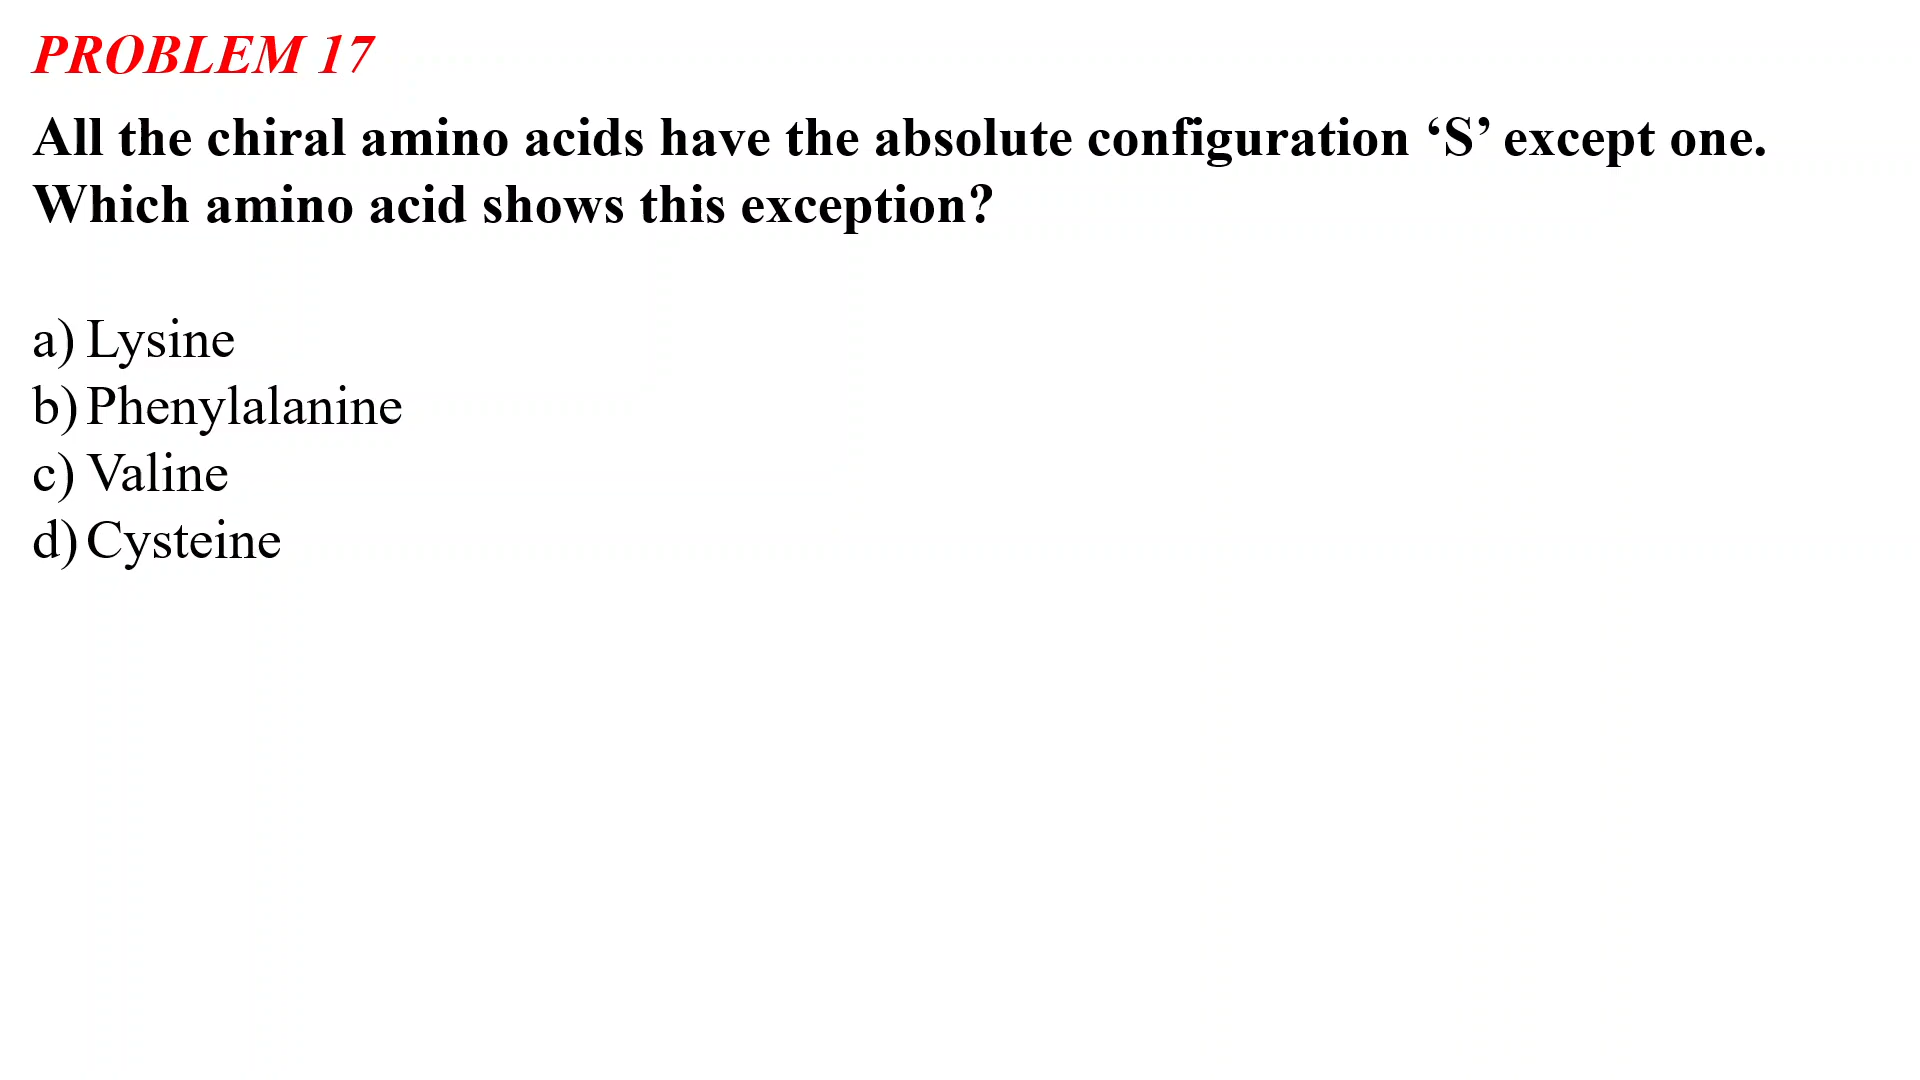 PROBLEM 17
All the chiral amino acids have the absolute configuration ‘S’ except one.
Which amino acid shows this exception?
a) Lysine
b) Phenylalanine
c) Valine
d) Cysteine